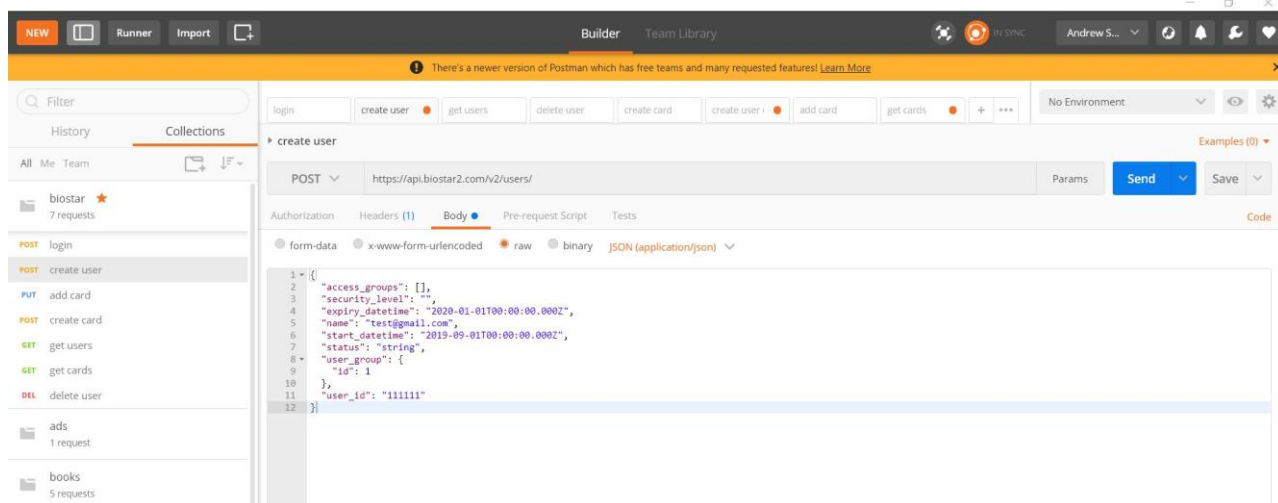 NEW Runner Import Builder Team Library IN SYNC Andrew S...
There's a newer version of Postman which has free teams and many requested features! Learn More
Filter
History Collections
All Me Team
biostar
7 requests
POST login
POST create user
PUT add card
POST create card
GET get users
GET get cards
DEL delete user
ads
1 request
books
5 requests
login create user get users delete user create card create user add card get cards + ••• No Environment
create user Examples (0)
POST https://api.biostar2.com/v2/users/ Params Send Save
Authorization Headers (1) Body Pre-request Script Tests Code
form-data x-www-form-urlencoded raw binary JSON (application/json)
1 {
2 "access_groups": [],
3 "security_level": "",
4 "expiry_datetime": "2020-01-01T00:00:00.000Z",
5 "name": "test@gmail.com",
6 "start_datetime": "2019-09-01T00:00:00.000Z",
7 "status": "string",
8 "user_group": {
9 "id": 1
10 },
11 "user_id": "111111"
12 }